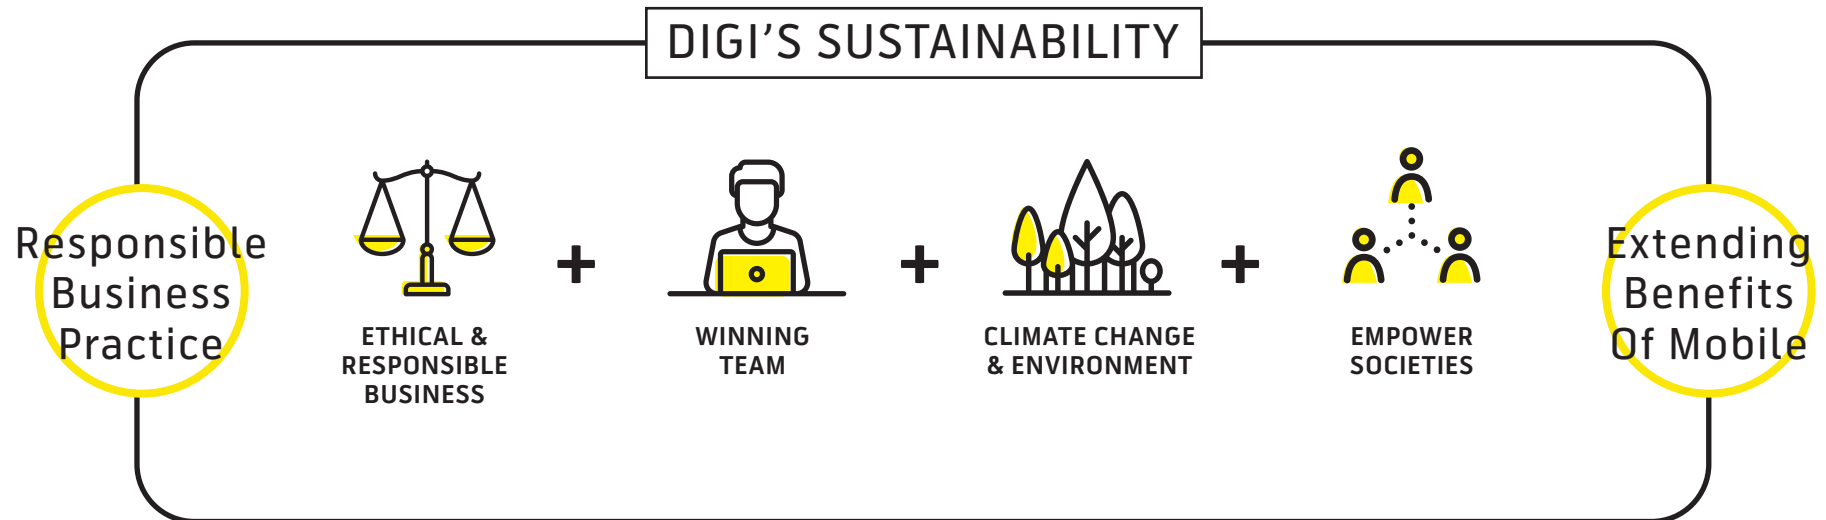 DIGI'S SUSTAINABILITY
Responsible
Business
Practice
ETHICAL &
RESPONSIBLE
BUSINESS
WINNING
TEAM
CLIMATE CHANGE
& ENVIRONMENT
EMPOWER
SOCIETIES
Extending
Benefits
Of Mobile